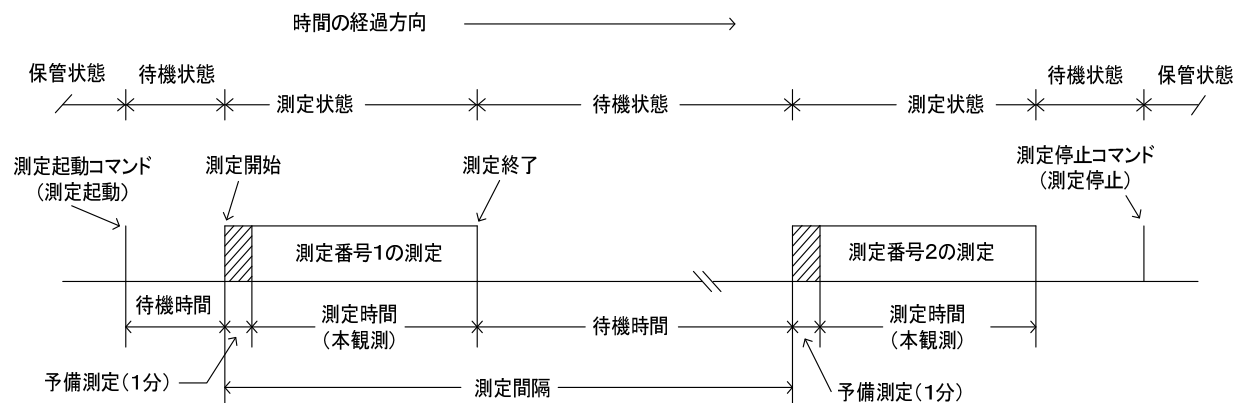 時間の経過方向
保管状態
待機状態
測定状態
待機状態
測定状態
待機状態
保管状態
測定起動コマンド
(測定起動)
測定開始
測定終了
測定停止コマンド
(測定停止)
測定番号1の測定
測定番号2の測定
待機時間
測定時間
(本観測)
待機時間
測定時間
(本観測)
予備測定(1分)
測定間隔
予備測定(1分)